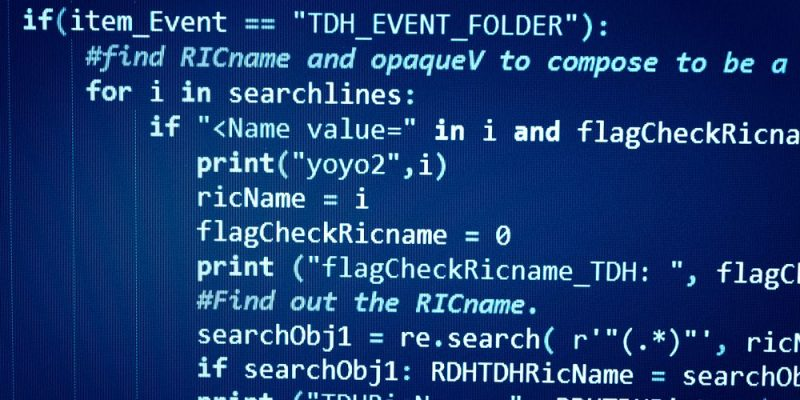 if(item_Event == "TDH_EVENT_FOLDER"):
#find RICname and opaqueV to compose to be a
for i in searchlines:
if "<Name value=" in i and flagCheckRicna
print("yoyo2",i)
ricName = i
flagCheckRicname = 0
print ("flagCheckRicname_TDH: ", flagCh
#Find out the RICname.
searchObj1 = re.search( r'"(.*)"', ricN
if searchObj1: RDHTDHRicName = searchOb